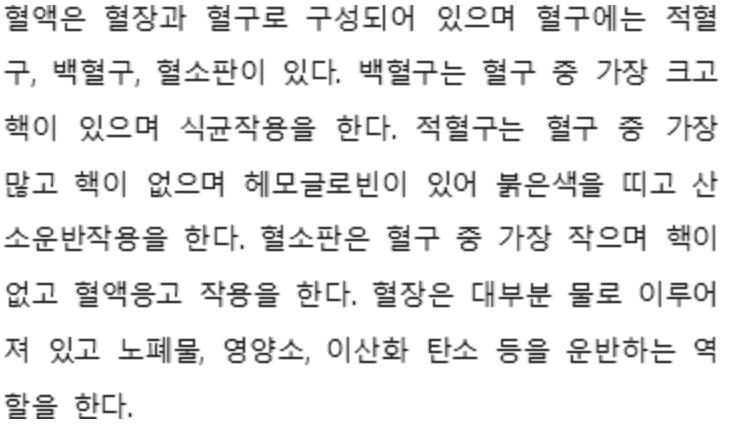 혈액은 혈장과 혈구로 구성되어 있으며 혈구에는 적혈
구, 백혈구, 혈소판이 있다. 백혈구는 혈구 중 가장 크고
핵이 있으며 식균작용을 한다. 적혈구는 혈구 중 가장
많고 핵이 없으며 헤모글로빈이 있어 붉은색을 띠고 산
소운반작용을 한다. 혈소판은 혈구 중 가장 작으며 핵이
없고 혈액응고 작용을 한다. 혈장은 대부분 물로 이루어
져 있고 노폐물, 영양소, 이산화 탄소 등을 운반하는 역
할을 한다.